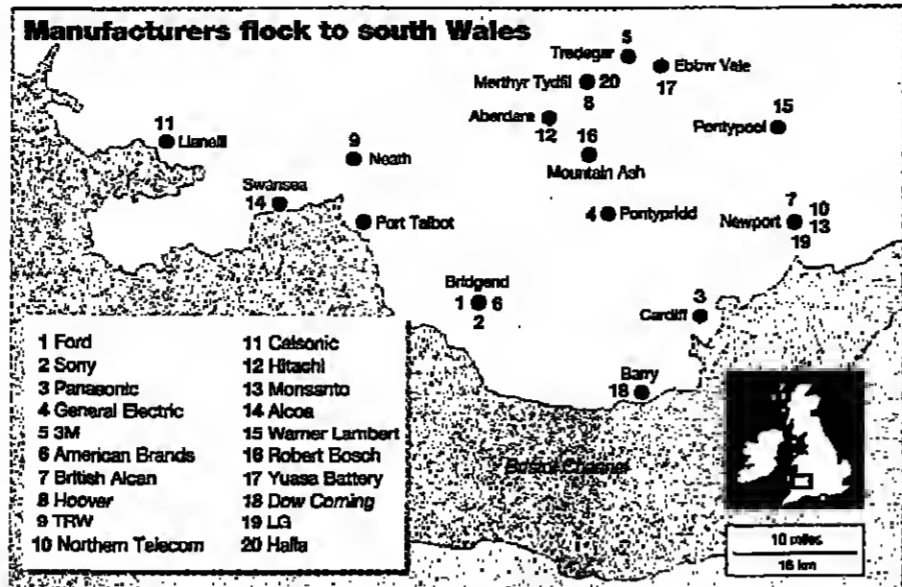 Manufacturers flock to south Wales
5
Tredegar
Ebbw Vale
17
Merthyr Tydfil
20
8
Aberdare
12
15
Pontypool
16
Mountain Ash
11
Llanelli
9
Neath
Swansea
14
Port Talbot
4 Pontypridd
7
10
Newport
13
19
Bridgend
1 6
2
3
Cardiff
Barry
18
Bristol Channel
1 Ford
2 Sony
3 Panasonic
4 General Electric
5 3M
6 American Brands
7 British Alcan
8 Hoover
9 TRW
10 Northern Telecom
11 Calsonic
12 Hitachi
13 Monsanto
14 Alcoa
15 Warner Lambert
16 Robert Bosch
17 Yuasa Battery
18 Dow Corning
19 LG
20 Halla
10 miles
16 km